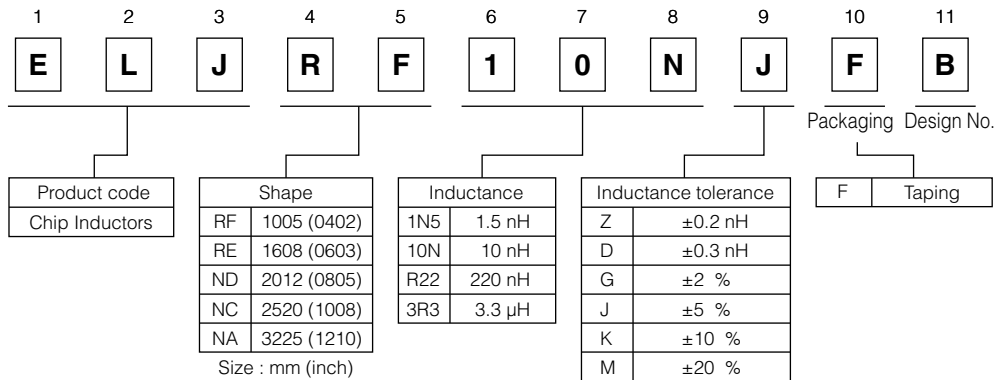 1 2 3 4 5 6 7 8 9 10 11
E L J R F 1 0 N J F B
Packaging Design No.
Product code
Chip Inductors
Shape
RF 1005 (0402)
RE 1608 (0603)
ND 2012 (0805)
NC 2520 (1008)
NA 3225 (1210)
Size : mm (inch)
Inductance
1N5 1.5 nH
10N 10 nH
R22 220 nH
3R3 3.3 µH
Inductance tolerance
Z ±0.2 nH
D ±0.3 nH
G ±2 %
J ±5 %
K ±10 %
M ±20 %
F Taping